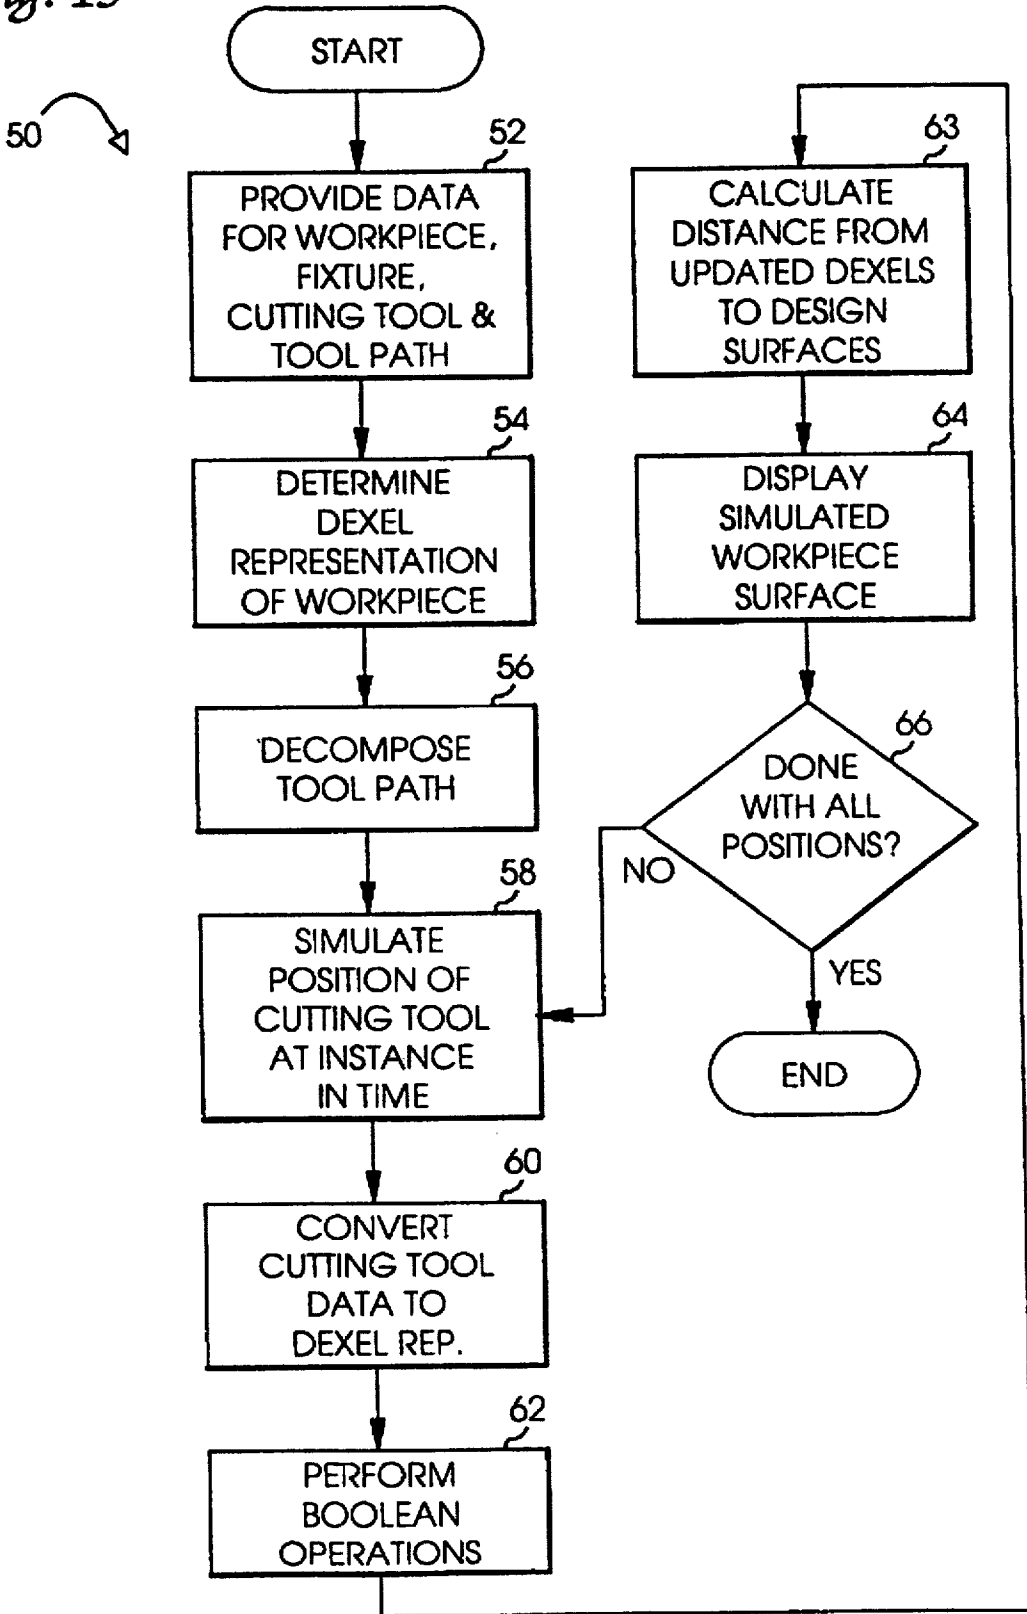 START
50
52
PROVIDE DATA
FOR WORKPIECE,
FIXTURE,
CUTTING TOOL &
TOOL PATH
54
DETERMINE
DEXEL
REPRESENTATION
OF WORKPIECE
56
DECOMPOSE
TOOL PATH
58
SIMULATE
POSITION OF
CUTTING TOOL
AT INSTANCE
IN TIME
60
CONVERT
CUTTING TOOL
DATA TO
DEXEL REP.
62
PERFORM
BOOLEAN
OPERATIONS
63
CALCULATE
DISTANCE FROM
UPDATED DEXELS
TO DESIGN
SURFACES
64
DISPLAY
SIMULATED
WORKPIECE
SURFACE
66
DONE
WITH ALL
POSITIONS?
NO
YES
END